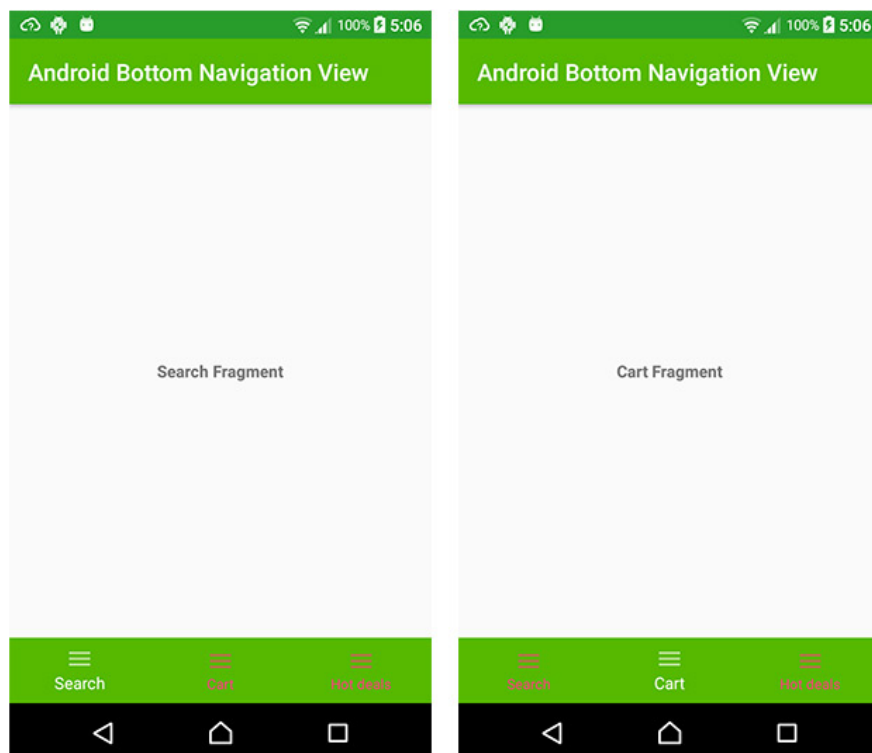 100% 5:06
Android Bottom Navigation View
Search Fragment
Search Cart Hot deals
100% 5:06
Android Bottom Navigation View
Cart Fragment
Search Cart Hot deals